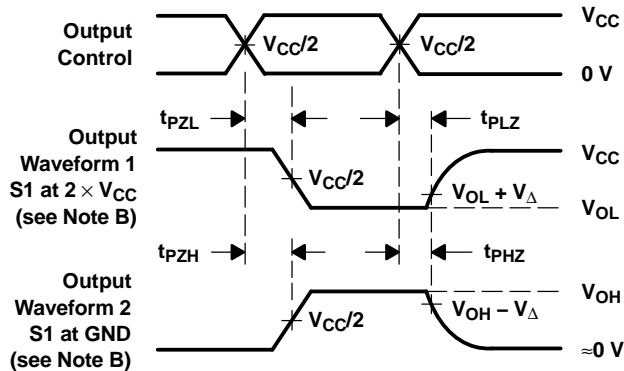 Output
Control
V_CC/2
V_CC/2
V_CC
0 V
t_PZL
t_PLZ
Output
Waveform 1
S1 at 2 × V_CC
(see Note B)
V_CC/2
V_OL + V_Δ
V_CC
V_OL
t_PZH
t_PHZ
Output
Waveform 2
S1 at GND
(see Note B)
V_CC/2
V_OH − V_Δ
V_OH
≈0 V